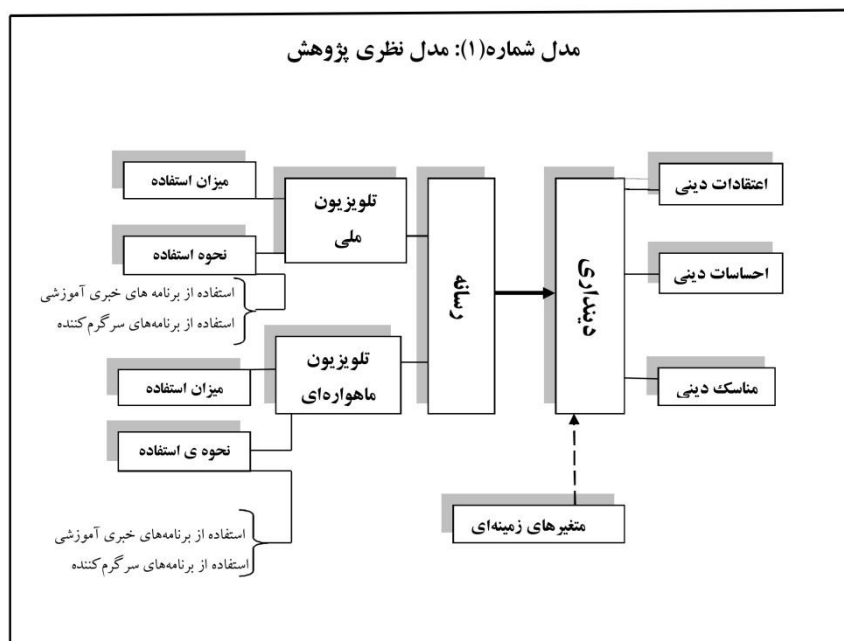 مدل شماره(۱): مدل نظری پژوهش
اعتقادات دینی
احساسات دینی
مناسک دینی
دینداری
رسانه
تلویزیون
ملی
میزان استفاده
نحوه استفاده
استفاده از برنامه های خبری آموزشی
استفاده از برنامه‌های سرگرم‌کننده
تلویزیون
ماهواره‌ای
میزان استفاده
نحوه ی استفاده
استفاده از برنامه‌های خبری آموزشی
استفاده از برنامه‌های سرگرم‌کننده
متغیرهای زمینه‌ای